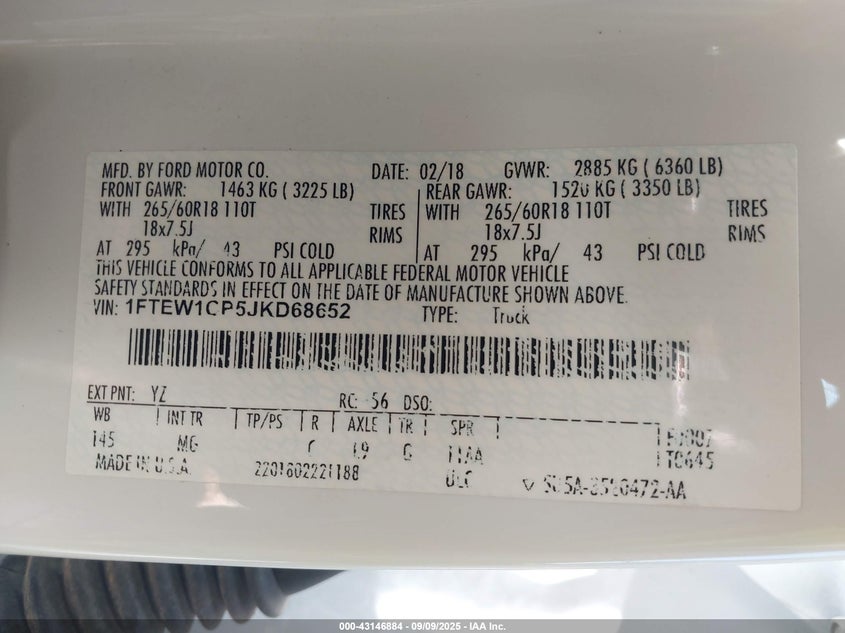 MFD. BY FORD MOTOR CO. DATE: 02/18 GVWR: 2885 KG ( 6360 LB)
FRONT GAWR: 1463 KG ( 3225 LB) REAR GAWR: 1520 KG ( 3350 LB)
WITH 265/60R18 110T TIRES WITH 265/60R18 110T TIRES
18x7.5J RIMS 18x7.5J RIMS
AT 295 kPa/ 43 PSI COLD AT 295 kPa/ 43 PSI COLD
THIS VEHICLE CONFORMS TO ALL APPLICABLE FEDERAL MOTOR VEHICLE
SAFETY STANDARDS IN EFFECT ON THE DATE OF MANUFACTURE SHOWN ABOVE.
VIN: 1FTEW1CP5JKD68652 TYPE: Truck
EXT PNT: YZ RC: 56 DSO:
WB INT TR TP/PS R AXLE TR SPR
145 MG L9 G
MADE IN U.S.A. 2201602221188
000-43146884 - 09/09/2025 - IAA Inc.